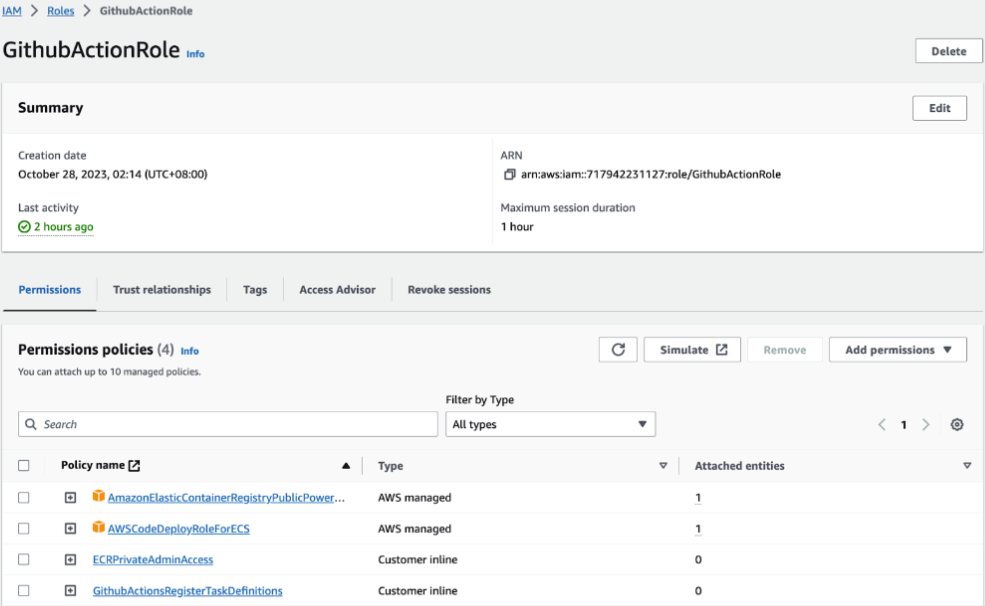 IAM > Roles > GithubActionRole
GithubActionRole Info
Delete
Summary
Edit
Creation date
October 28, 2023, 02:14 (UTC+08:00)
ARN
arn:aws:iam::717942231127:role/GithubActionRole
Last activity
2 hours ago
Maximum session duration
1 hour
Permissions Trust relationships Tags Access Advisor Revoke sessions
Permissions policies (4) Info
You can attach up to 10 managed policies.
Simulate Remove Add permissions
Filter by Type
Search
All types
1
Policy name Type Attached entities
AmazonElasticContainerRegistryPublicPower... AWS managed 1
AWSCodeDeployRoleForECS AWS managed 1
ECRPrivateAdminAccess Customer inline 0
GithubActionsRegisterTaskDefinitions Customer inline 0